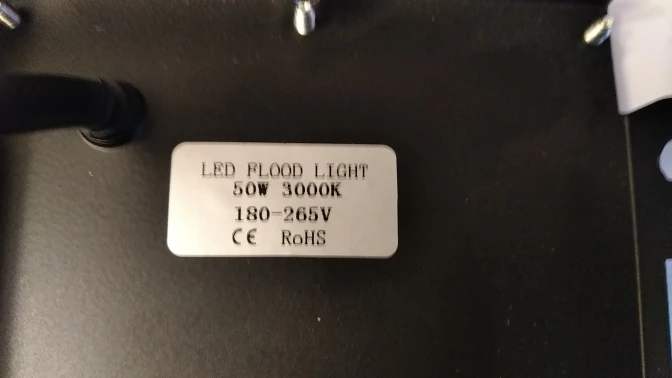 LED FLOOD LIGHT
50W 3000K
180-265V
CE RoHS